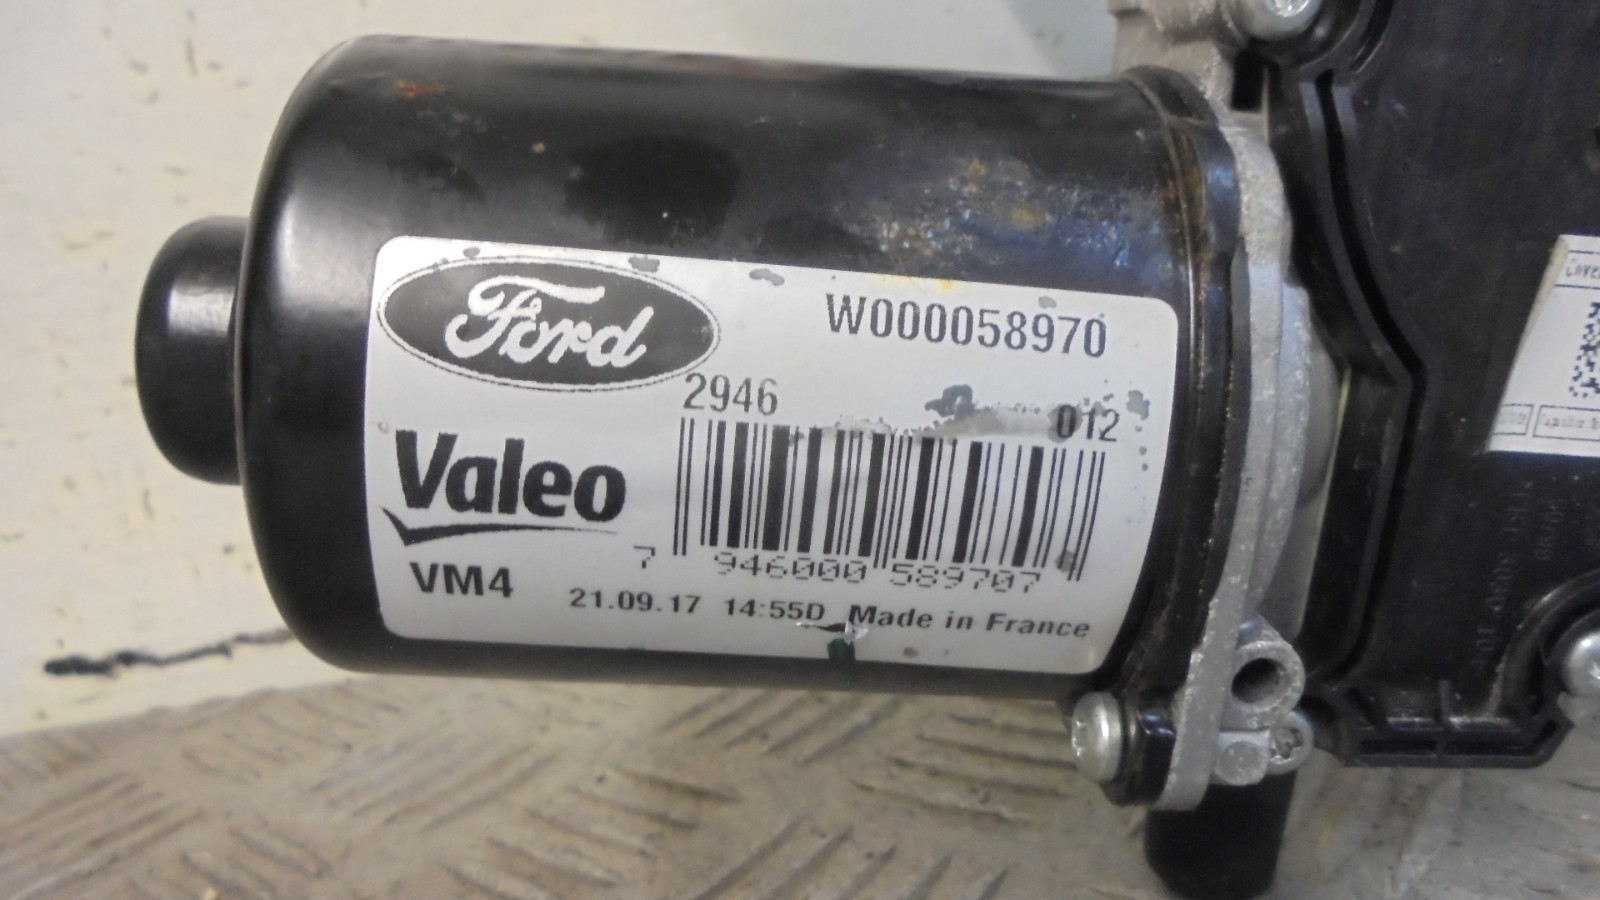 Ford
W000058970
2946 012
Valeo
7 946000 589707
VM4
21.09.17 14:55D Made in France